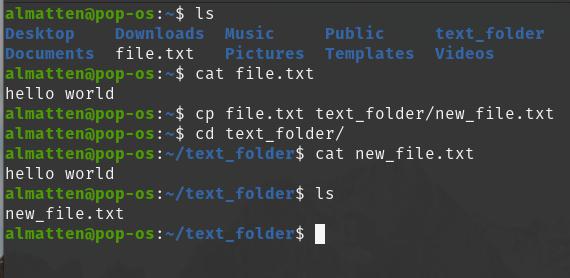 almatten@pop-os:~$ ls
Desktop    Downloads  Music     Public     text_folder
Documents  file.txt   Pictures  Templates  Videos
almatten@pop-os:~$ cat file.txt
hello world
almatten@pop-os:~$ cp file.txt text_folder/new_file.txt
almatten@pop-os:~$ cd text_folder/
almatten@pop-os:~/text_folder$ cat new_file.txt
hello world
almatten@pop-os:~/text_folder$ ls
new_file.txt
almatten@pop-os:~/text_folder$